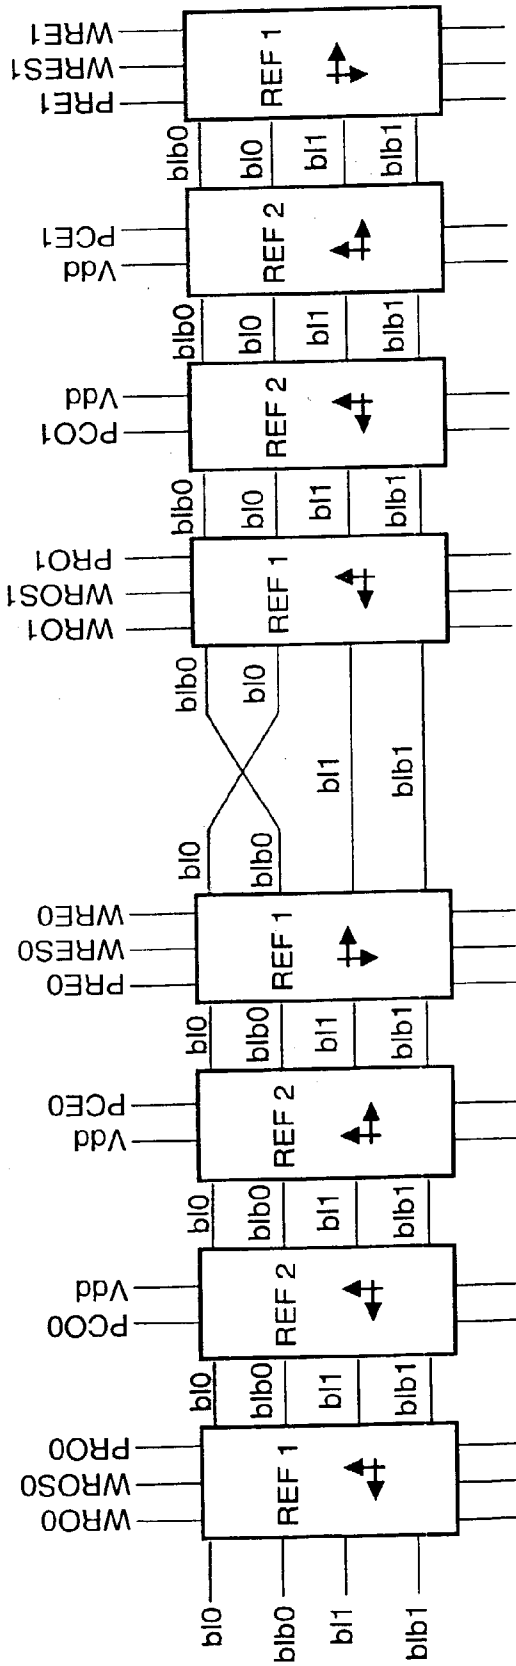 WRE1
WRES1
PRE1
REF 1
blb0
bl0
bl1
blb1
PCE1
Vdd
REF 2
blb0
bl0
bl1
blb1
Vdd
PCO1
REF 2
blb0
bl0
bl1
blb1
PRO1
WROS1
WRO1
REF 1
blb0
bl0
bl1
blb1
bl0
blb0
WRE0
WRES0
PRE0
REF 1
bl0
blb0
bl1
blb1
PCE0
Vdd
REF 2
bl0
blb0
bl1
blb1
Vdd
PCO0
REF 2
bl0
blb0
bl1
blb1
PRO0
WROS0
WRO0
REF 1
bl0
blb0
bl1
blb1